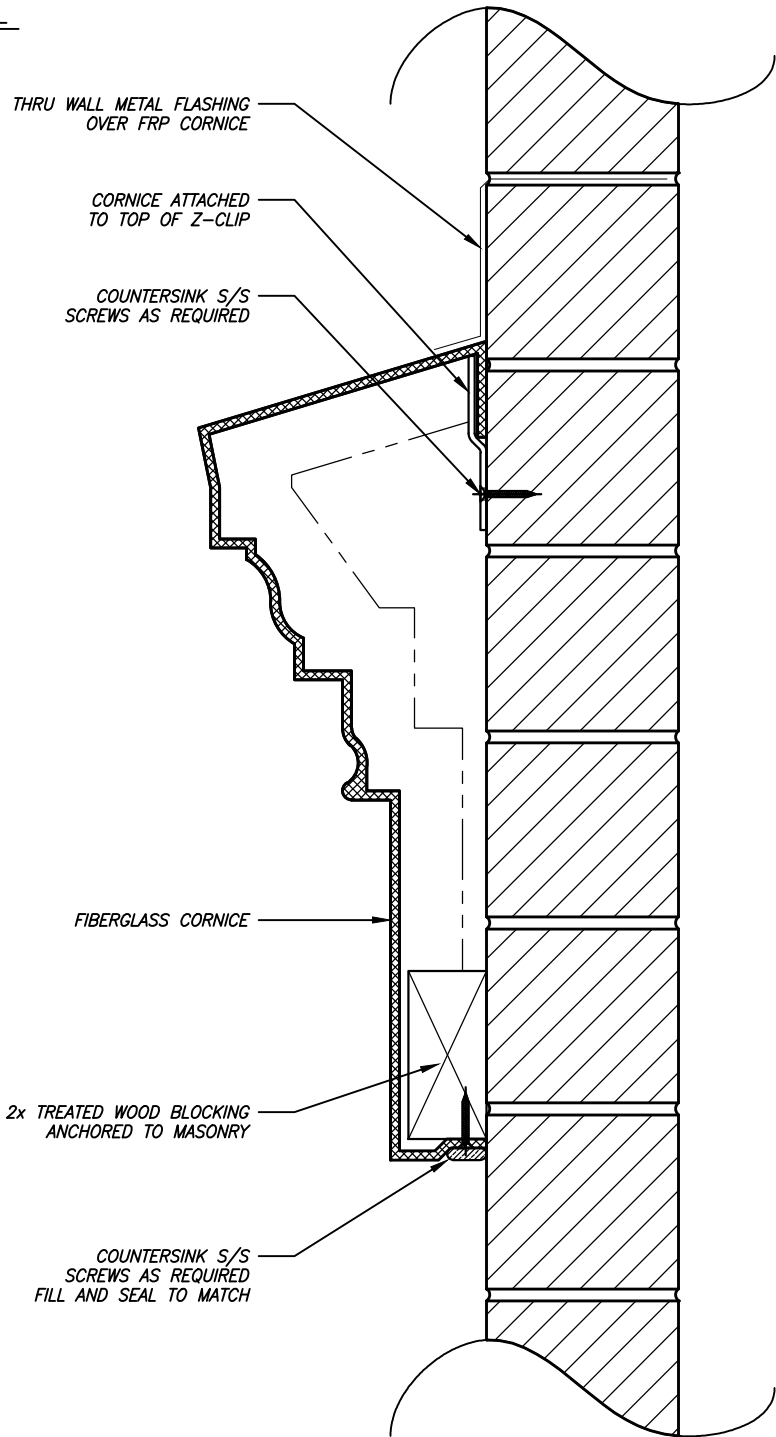 THRU WALL METAL FLASHING
OVER FRP CORNICE
CORNICE ATTACHED
TO TOP OF Z-CLIP
COUNTERSINK S/S
SCREWS AS REQUIRED
FIBERGLASS CORNICE
2x TREATED WOOD BLOCKING
ANCHORED TO MASONRY
COUNTERSINK S/S
SCREWS AS REQUIRED
FILL AND SEAL TO MATCH